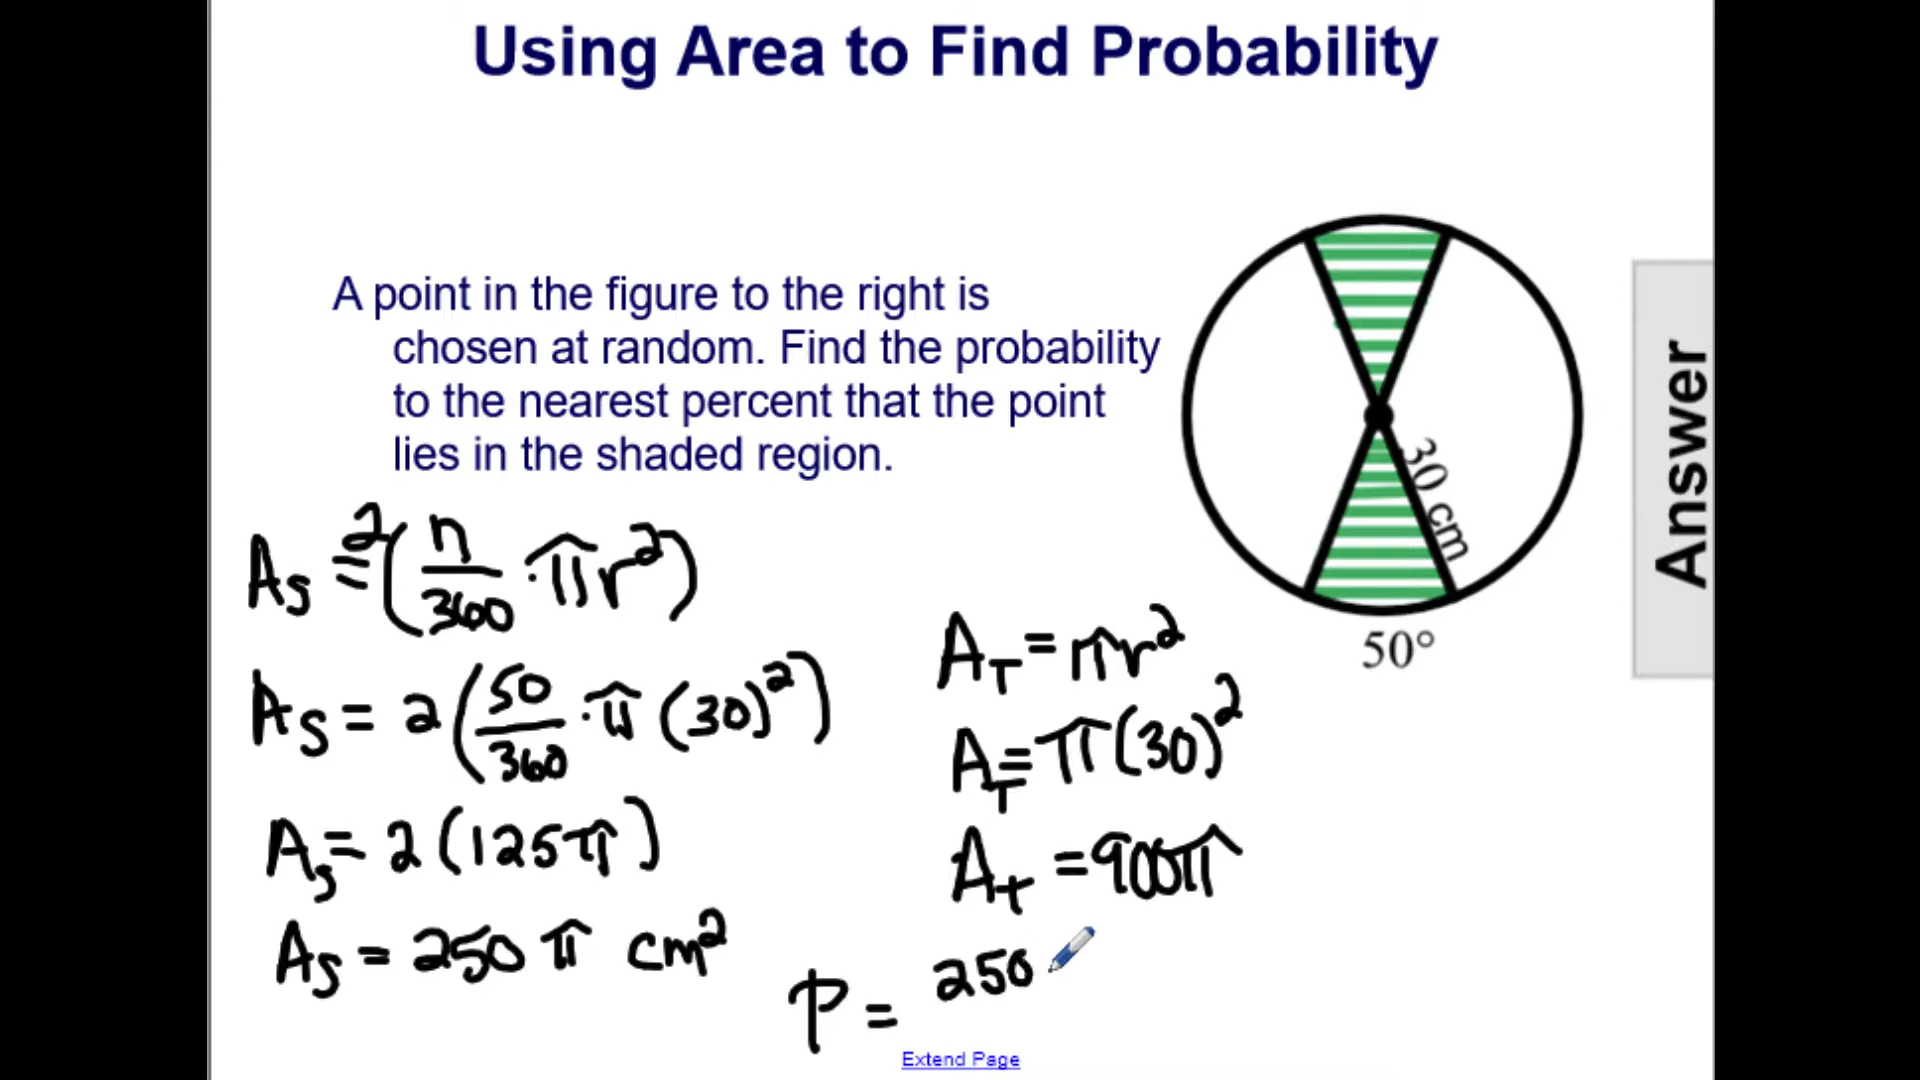 Using Area to Find Probability
A point in the figure to the right is
chosen at random. Find the probability
to the nearest percent that the point
lies in the shaded region.
30 cm
50°
Answer
As = 2(n/360 · πr²)
As = 2(50/360 · π(30)²)
As = 2(125π)
As = 250π cm²
AT = πr²
AT = π(30)²
AT = 900π
P = 250
Extend Page